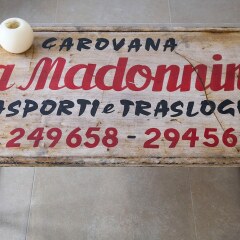 CAROVANA
a Madonnin
ASPORTI e TRASLOG
249658 - 29456